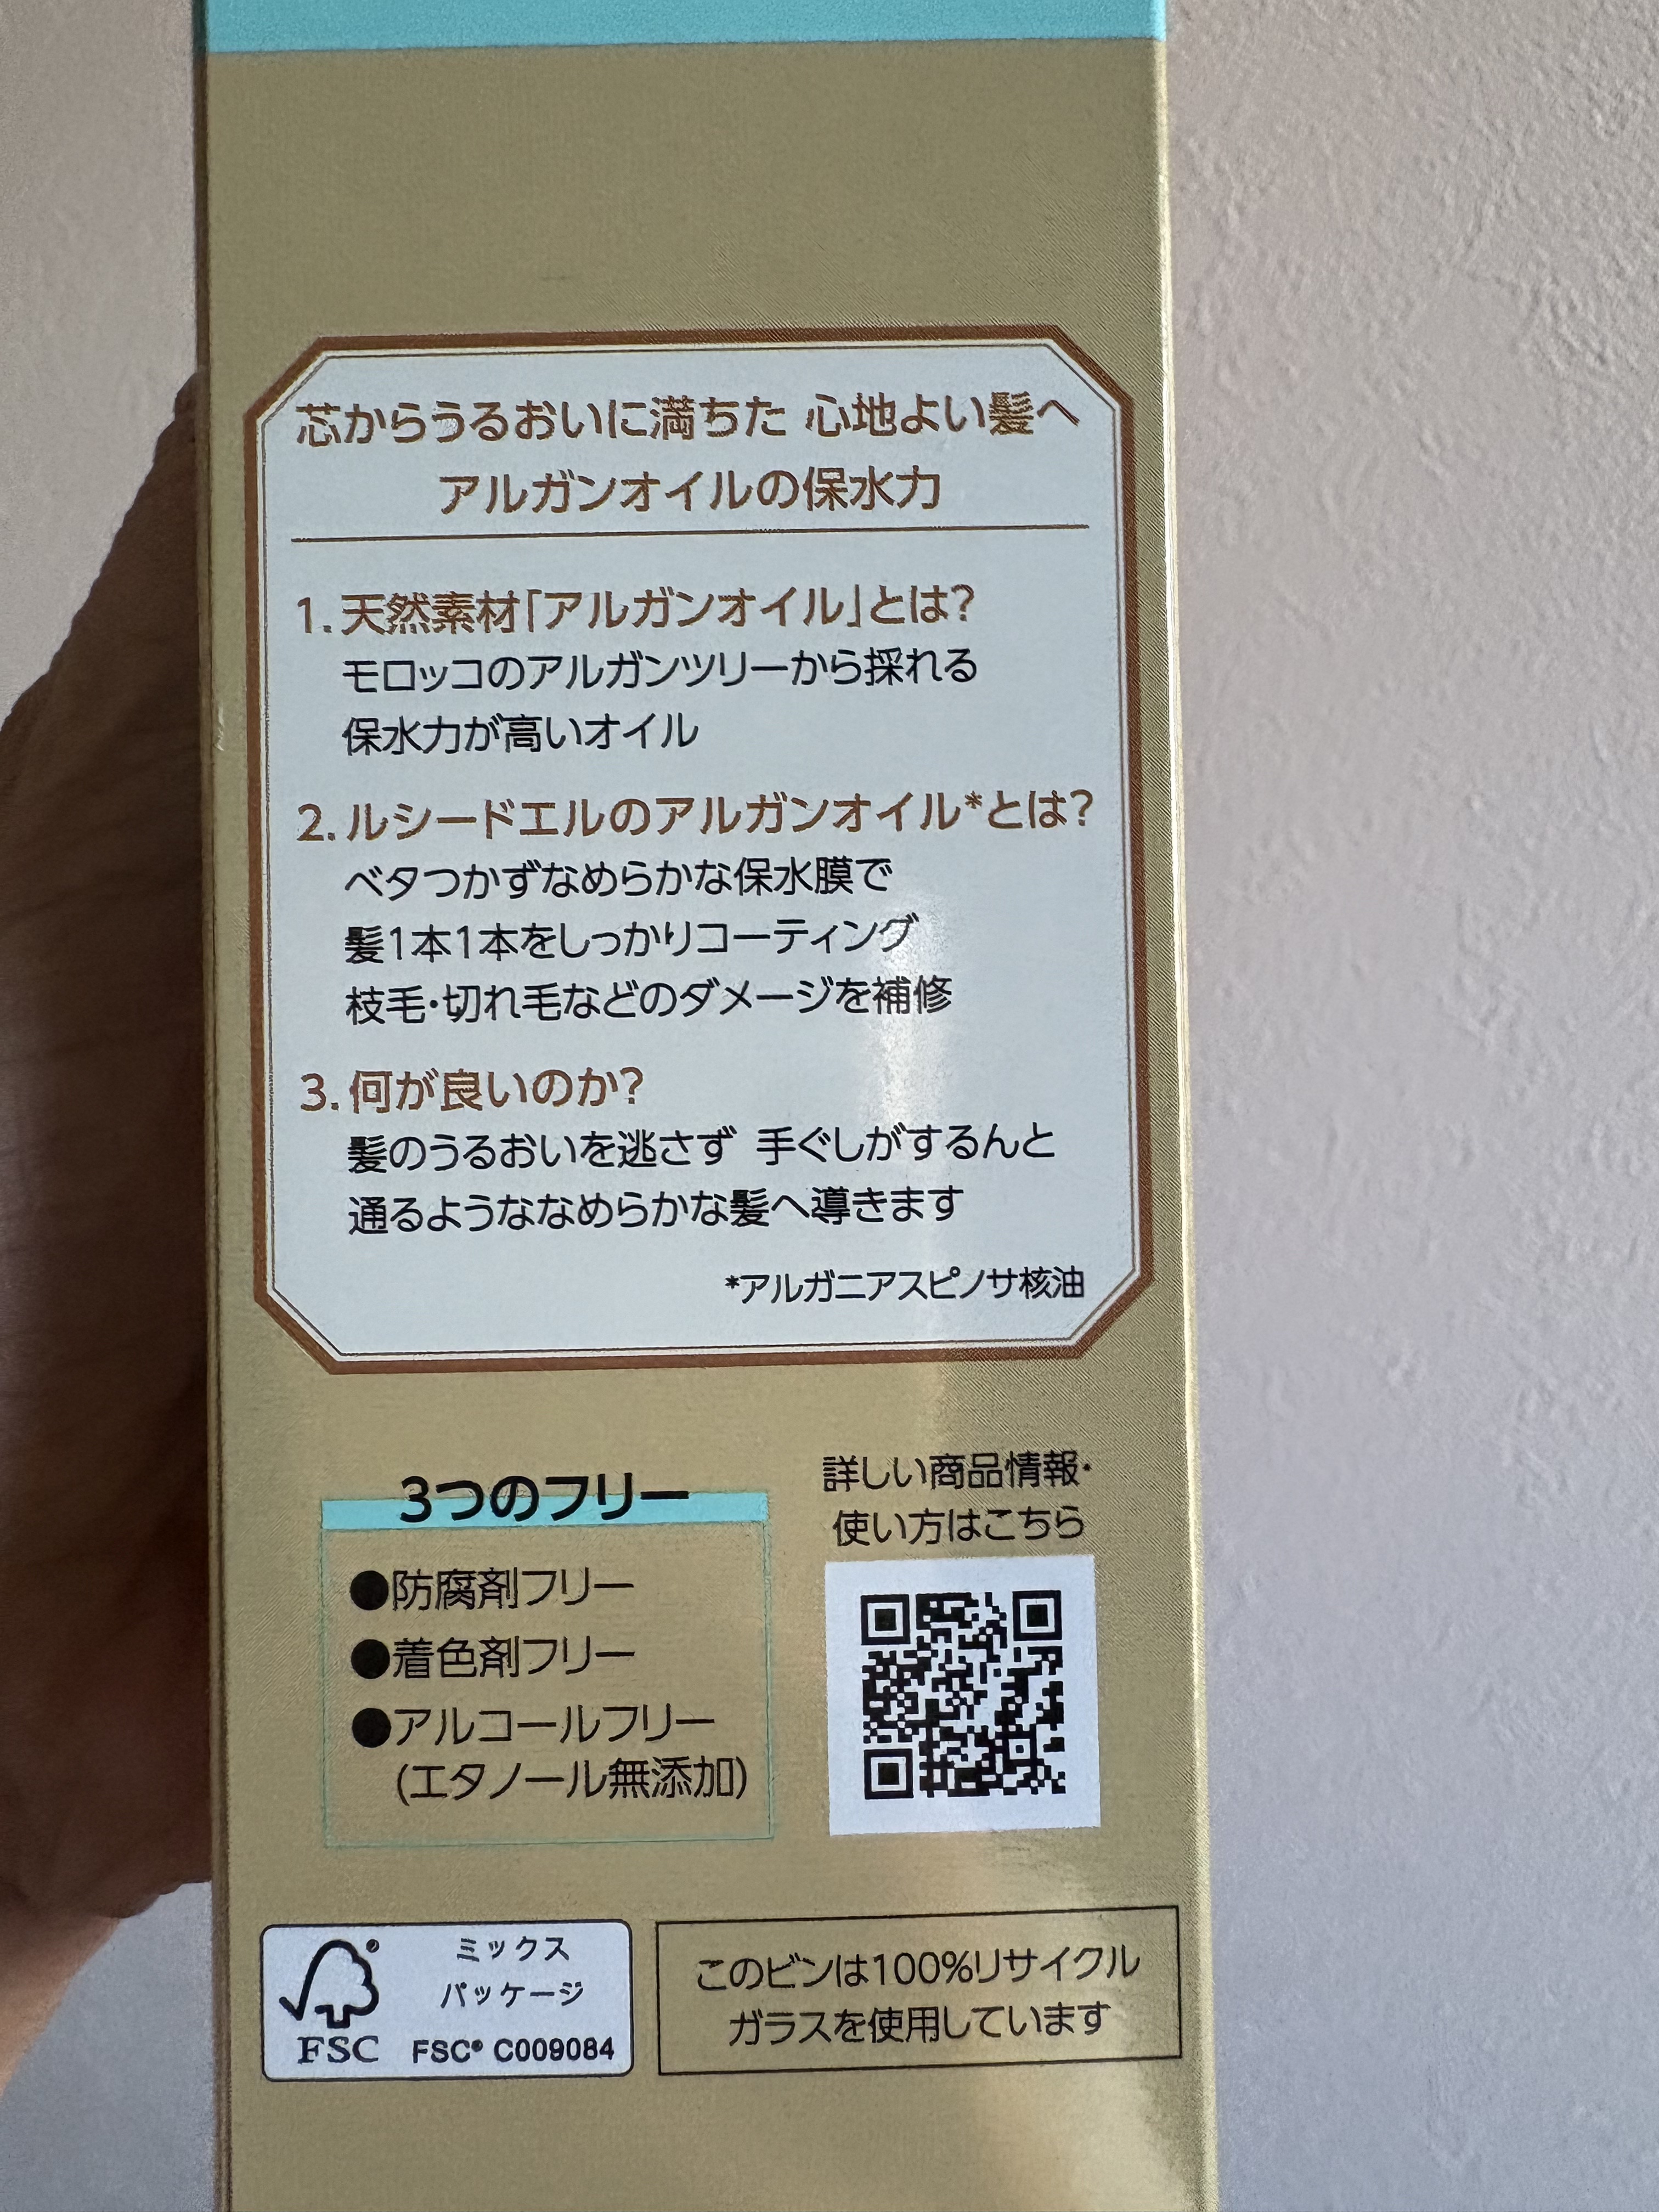 芯からうるおいに満ちた 心地よい髪へ
アルガンオイルの保水力
1. 天然素材「アルガンオイル」とは?
モロッコのアルガンツリーから採れる
保水力が高いオイル
2. ルシードエルのアルガンオイル*とは?
ベタつかずなめらかな保水膜で
髪1本1本をしっかりコーティング
枝毛・切れ毛などのダメージを補修
3. 何が良いのか?
髪のうるおいを逃さず 手ぐしがするんと
通るようななめらかな髪へ導きます
*アルガニアスピノサ核油
3つのフリー
●防腐剤フリー
●着色剤フリー
●アルコールフリー
(エタノール無添加)
詳しい商品情報・
使い方はこちら
ミックス
パッケージ
FSC® C009084
®
FSC
このビンは100%リサイクル
ガラスを使用しています